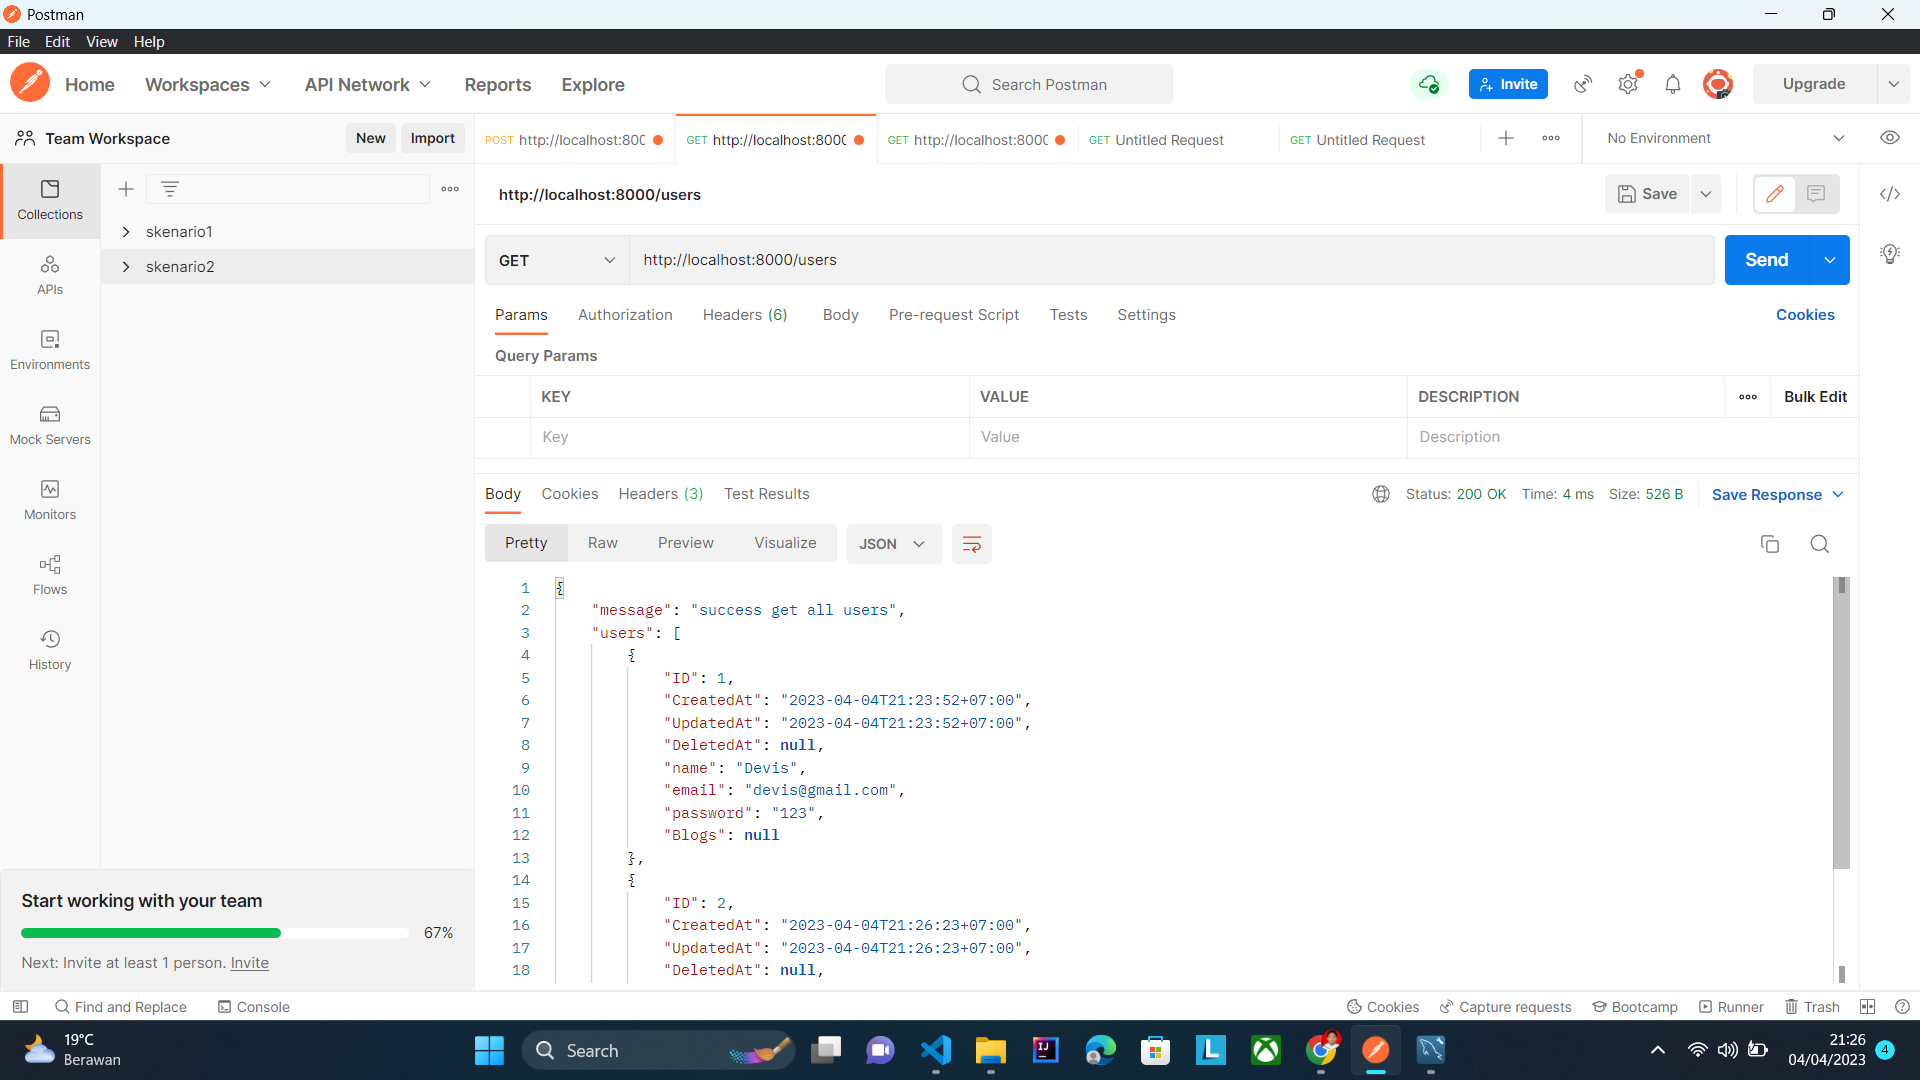 Postman
File Edit View Help
Home Workspaces API Network Reports Explore Search Postman Invite Upgrade
Team Workspace New Import POST http://localhost:800 GET http://localhost:8000 GET http://localhost:8000 GET Untitled Request GET Untitled Request No Environment
Collections
APIs
Environments
Mock Servers
Monitors
Flows
History
skenario1
skenario2
Start working with your team
67%
Next: Invite at least 1 person. Invite
http://localhost:8000/users Save
GET http://localhost:8000/users Send
Params Authorization Headers (6) Body Pre-request Script Tests Settings Cookies
Query Params
KEY VALUE DESCRIPTION Bulk Edit
Key Value Description
Body Cookies Headers (3) Test Results Status: 200 OK Time: 4 ms Size: 526 B Save Response
Pretty Raw Preview Visualize JSON
1 {
2 "message": "success get all users",
3 "users": [
4 {
5 "ID": 1,
6 "CreatedAt": "2023-04-04T21:23:52+07:00",
7 "UpdatedAt": "2023-04-04T21:23:52+07:00",
8 "DeletedAt": null,
9 "name": "Devis",
10 "email": "devis@gmail.com",
11 "password": "123",
12 "Blogs": null
13 },
14 {
15 "ID": 2,
16 "CreatedAt": "2023-04-04T21:26:23+07:00",
17 "UpdatedAt": "2023-04-04T21:26:23+07:00",
18 "DeletedAt": null,
Find and Replace Console Cookies Capture requests Bootcamp Runner Trash
19°C
Berawan
Search
21:26
04/04/2023
4